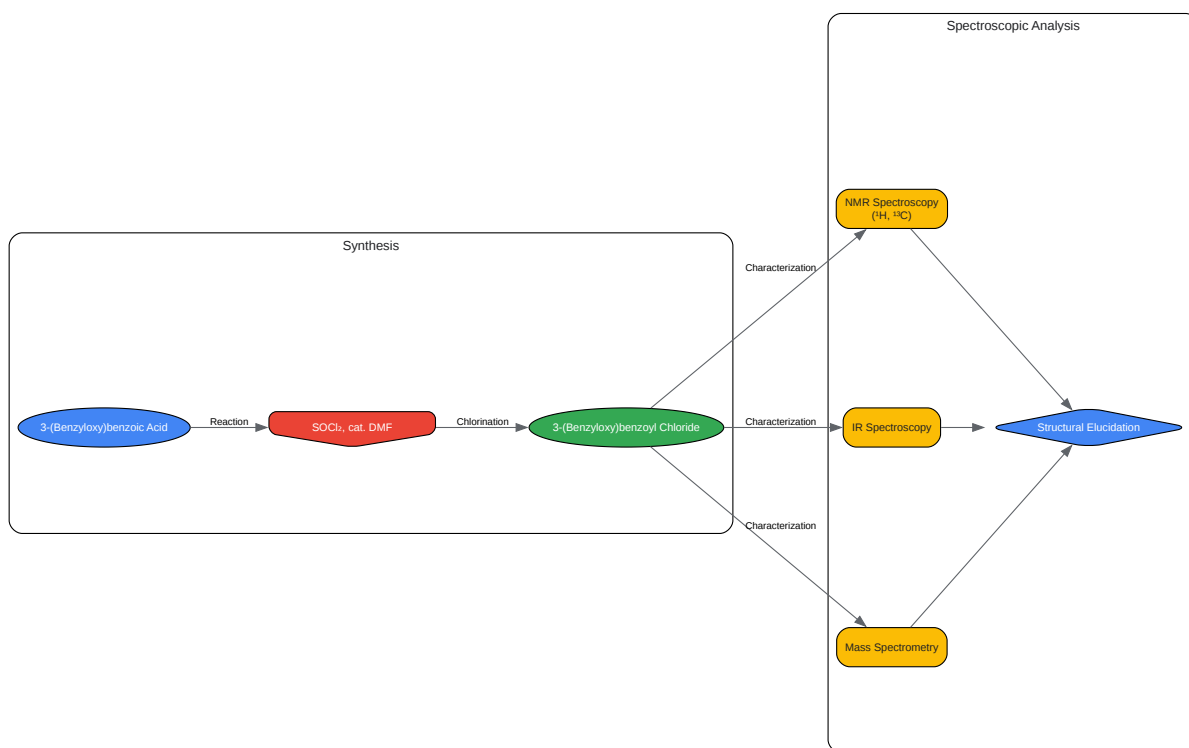 Spectroscopic Analysis
NMR Spectroscopy
(¹H, ¹³C)
Synthesis
Characterization
3-(Benzyloxy)benzoic Acid
Reaction
SOCl₂, cat. DMF
Chlorination
3-(Benzyloxy)benzoyl Chloride
Characterization
IR Spectroscopy
Structural Elucidation
Characterization
Mass Spectrometry